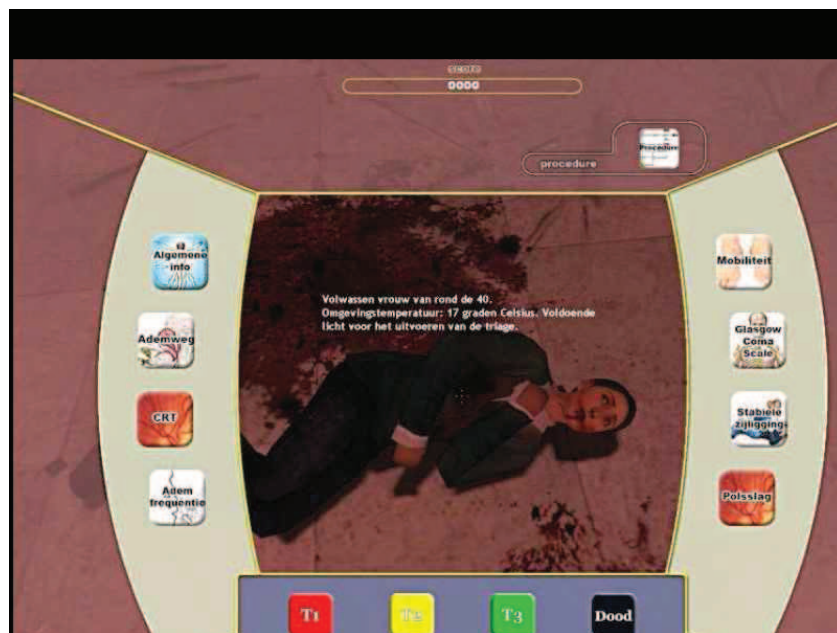 score
0000
procedure
Procedure
Algemene
info
Ademweg
CRT
Adem
frequentie
Volwassen vrouw van rond de 40.
Omgevingstemperatuur: 17 graden Celsius. Voldoende
licht voor het uitvoeren van de triage.
Mobiliteit
Glasgow
Coma
Scale
Stabiele
zijligging
Polsslag
T1
T2
T3
Dood